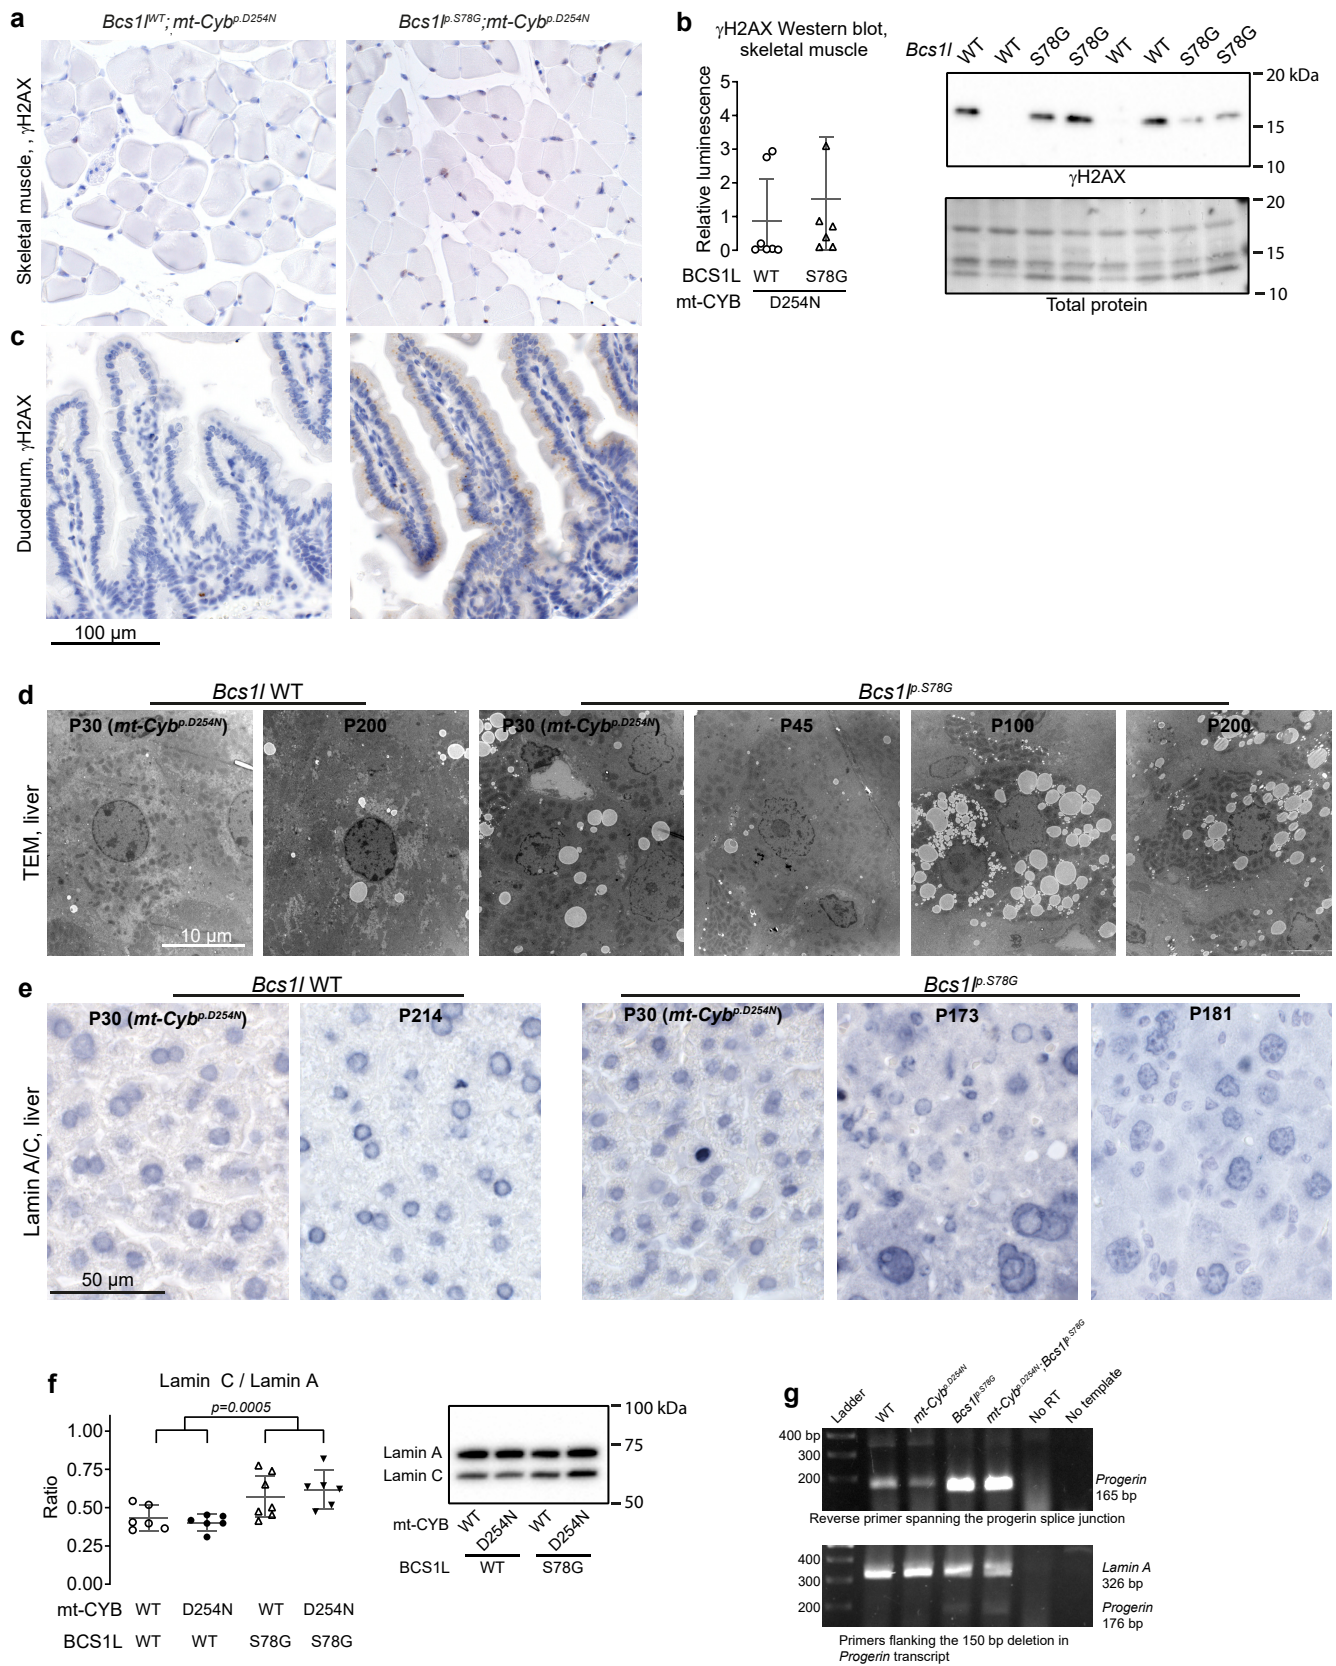 a
Bcs1l^WT; mt-Cyb^p.D254N
Bcs1l^p.S78G;mt-Cyb^p.D254N
Skeletal muscle, , γH2AX
b
γH2AX Western blot,
skeletal muscle
Relative luminescence
5
4
3
2
1
0
BCS1L WT S78G
mt-CYB D254N
Bcs1l WT WT S78G S78G WT WT S78G S78G
20 kDa
15
10
γH2AX
20
15
10
Total protein
c
Duodenum, γH2AX
100 µm
d
Bcs1l WT
Bcs1l^p.S78G
TEM, liver
P30 (mt-Cyb^p.D254N)
P200
P30 (mt-Cyb^p.D254N)
P45
P100
P200
10 µm
e
Bcs1l WT
Bcs1l^p.S78G
Lamin A/C, liver
P30 (mt-Cyb^p.D254N)
P214
P30 (mt-Cyb^p.D254N)
P173
P181
50 µm
f
Lamin C / Lamin A
p=0.0005
Ratio
1.00
0.75
0.50
0.25
0.00
mt-CYB WT D254N WT D254N
BCS1L WT WT S78G S78G
100 kDa
75
50
Lamin A
Lamin C
mt-CYB WT D254N WT D254N
BCS1L WT S78G
g
Ladder WT mt-Cyb^p.D254N Bcs1l^p.S78G mt-Cyb^p.D254N;Bcs1l^p.S78G No RT No template
400 bp
300
200
Progerin
165 bp
Reverse primer spanning the progerin splice junction
400
300
200
Lamin A
326 bp
Progerin
176 bp
Primers flanking the 150 bp deletion in
Progerin transcript